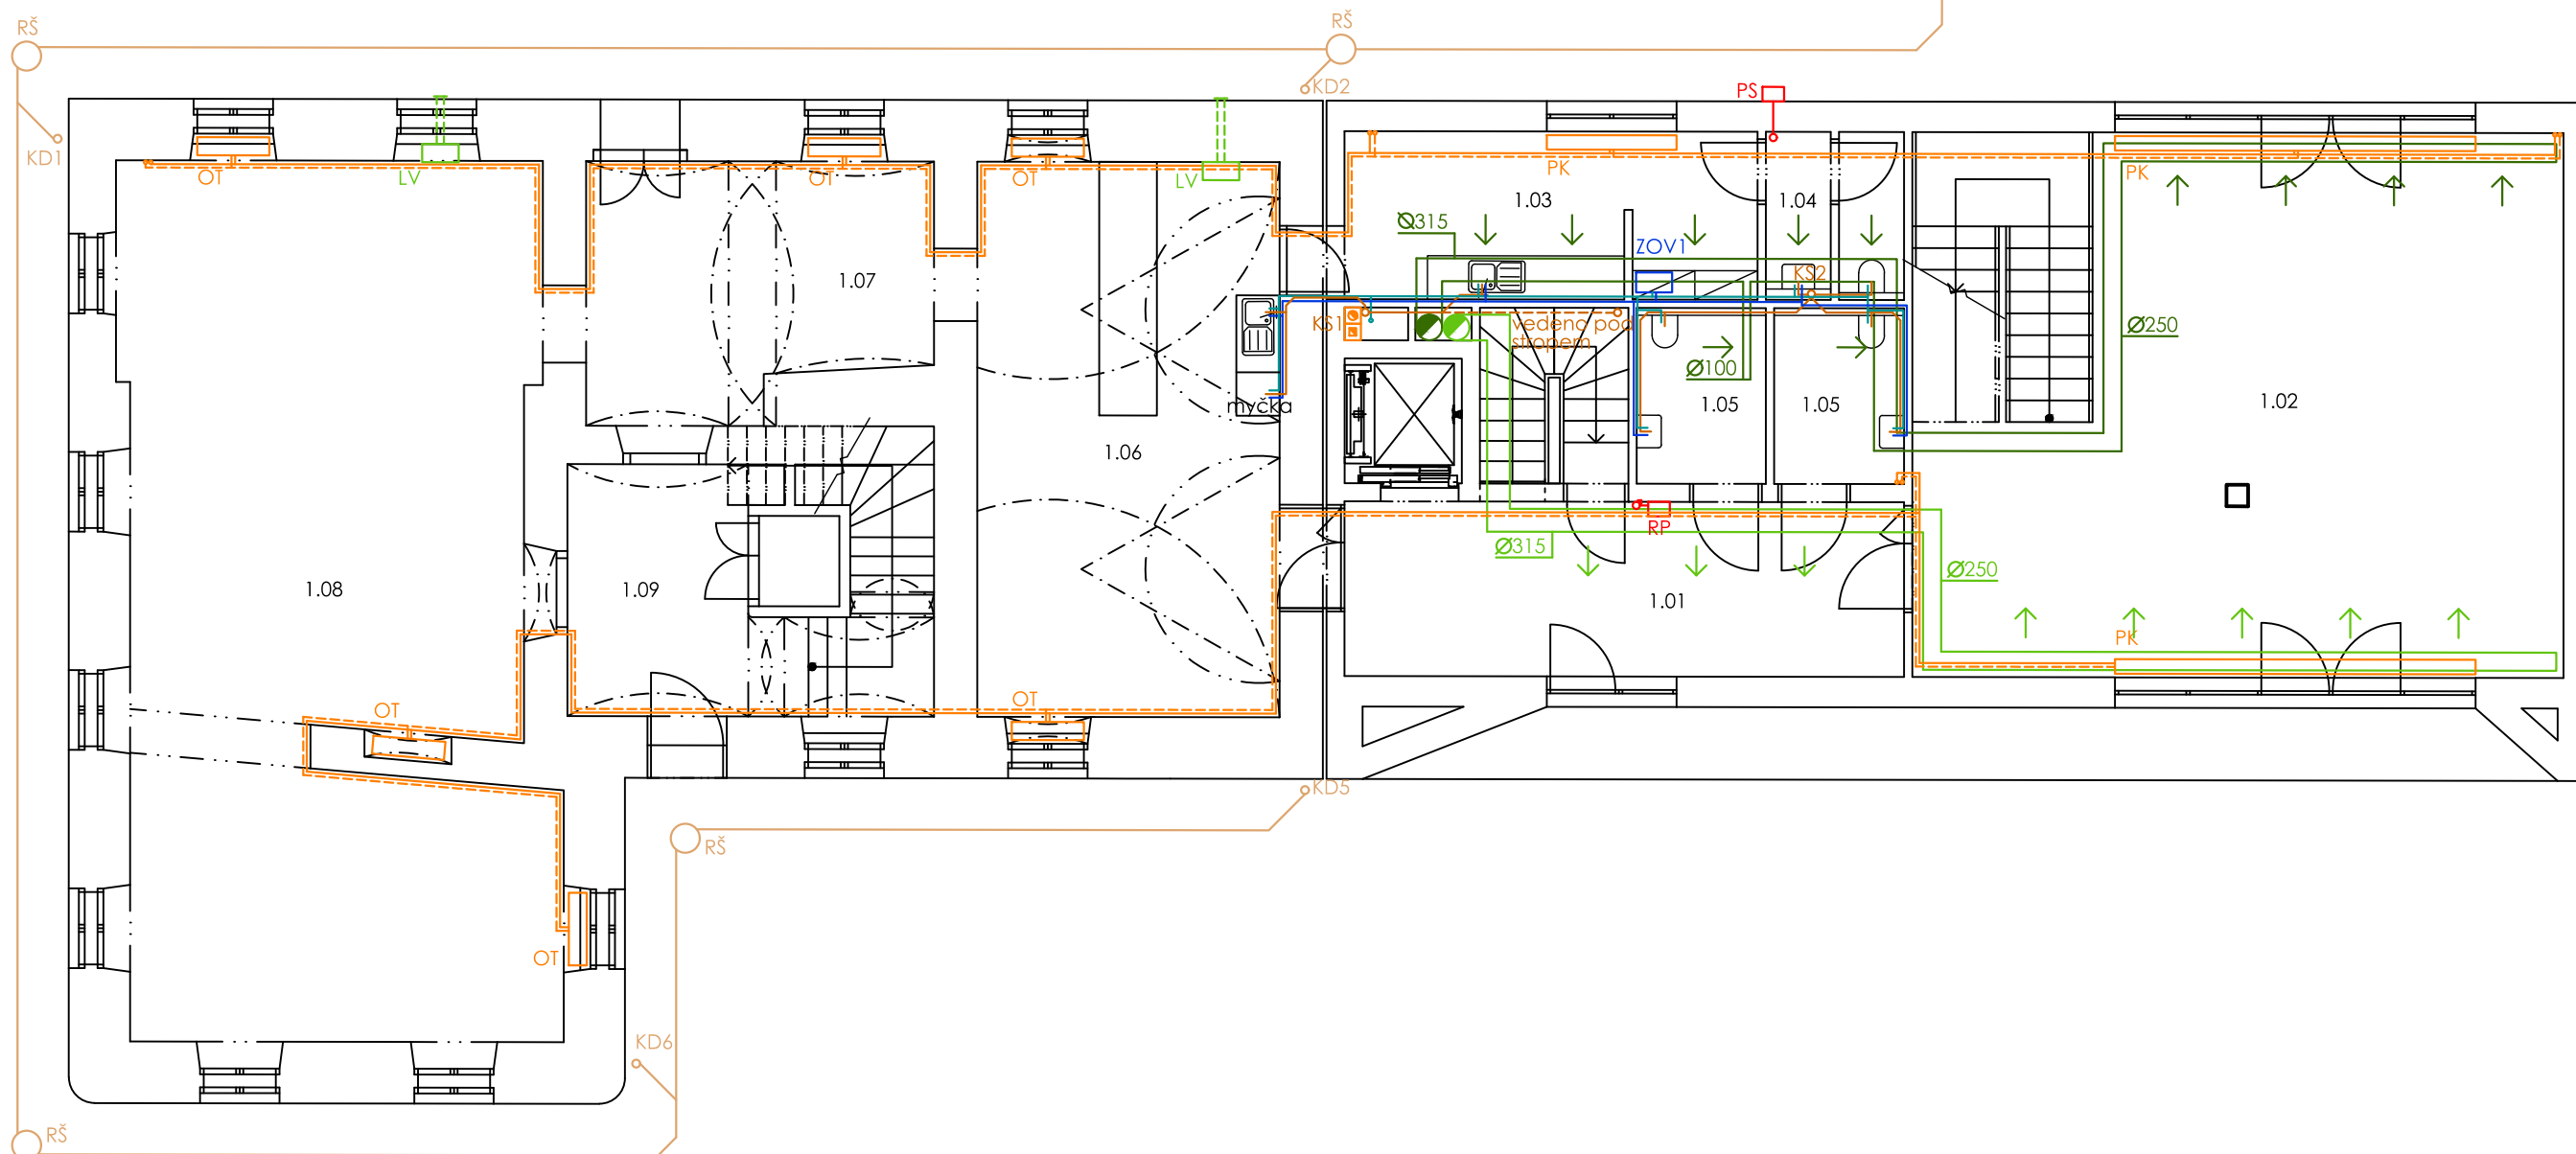 RŠ
RŠ
KD2
PS
KD1
OT
LV
OT
OT
LV
PK
PK
1.03
1.04
Ø315
ZOV1
1.07
KS2
KS1
vedeno pod
stropem
Ø250
Ø100
myčka
1.05
1.05
1.02
1.06
RP
Ø315
Ø250
1.08
1.09
1.01
PK
OT
OT
KD5
RŠ
OT
KD6
RŠ